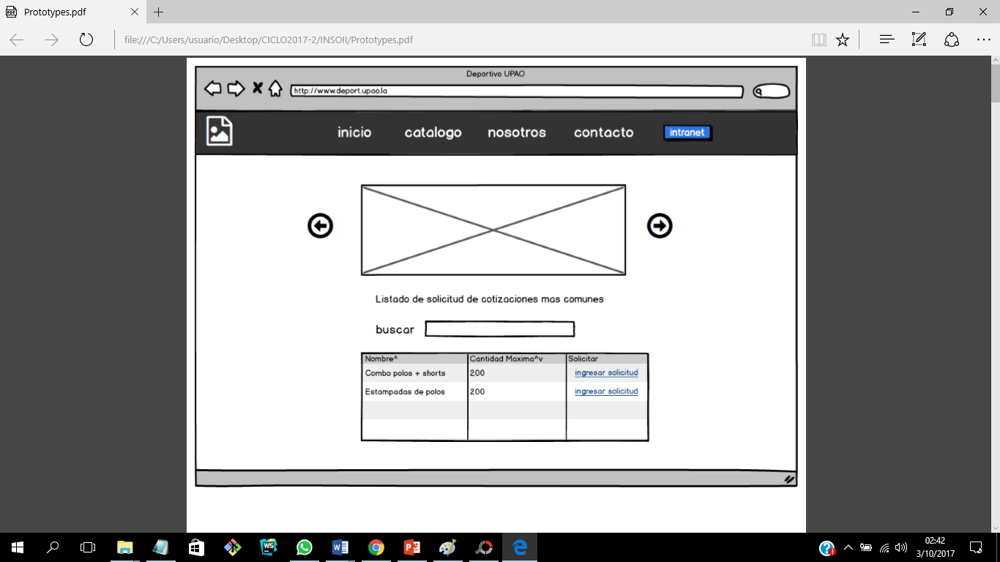 Prototypes.pdf
file:///C:/Users/usuario/Desktop/CICLO2017-2/INSOII/Prototypes.pdf
Deportivo UPAO
http://www.deport.upao.la
inicio catalogo nosotros contacto intranet
Listado de solicitud de cotizaciones mas comunes
buscar
Nombre^ Cantidad Maxima^v Solicitar
Combo polos + shorts 200 ingresar solicitud
Estampadas de polos 200 ingresar solicitud
02:42
3/10/2017